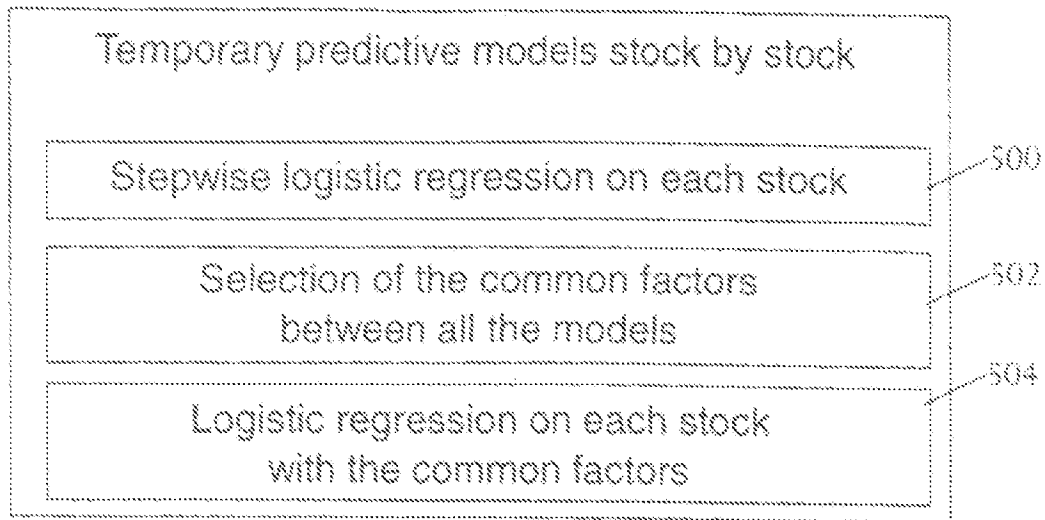 Temporary predictive models stock by stock
Stepwise logistic regression on each stock
500
Selection of the common factors
between all the models
502
Logistic regression on each stock
with the common factors
504